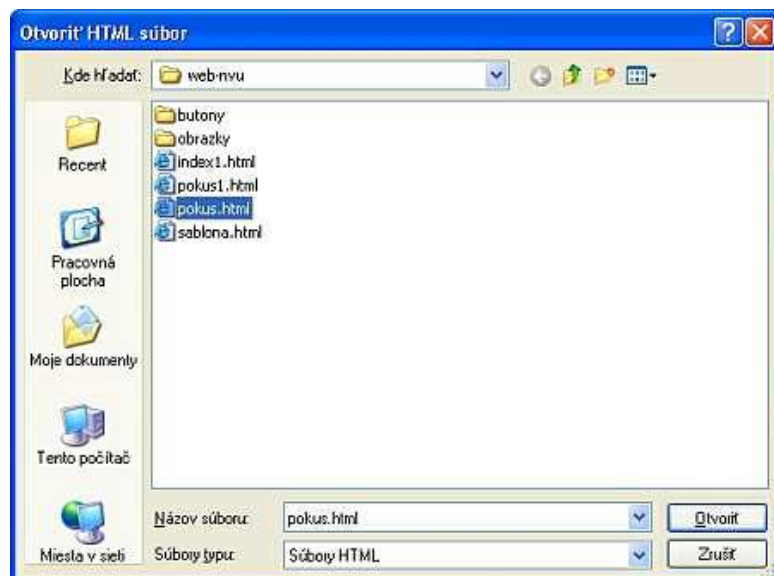 Otvoriť HTML súbor
Kde hľadať: web-nvu
butony
obrazky
index1.html
pokus1.html
pokus.html
sablona.html
Recent
Pracovná
plocha
Moje dokumenty
Tento počítač
Miesta v sieti
Názov súboru: pokus.html Otvoriť
Súbory typu: Súbory HTML Zrušiť